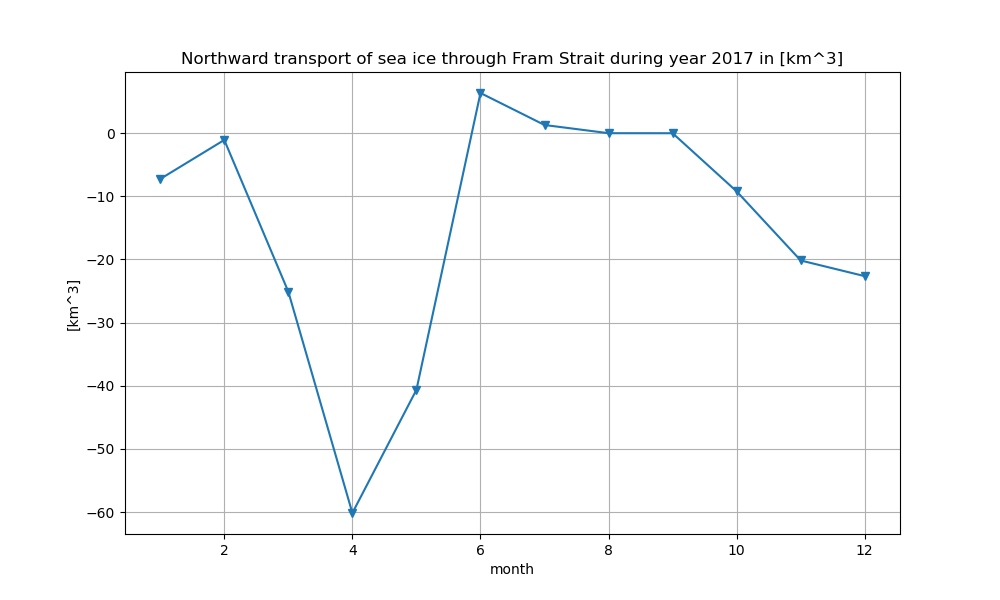 Northward transport of sea ice through Fram Strait during year 2017 in [km^3]
0
−10
−20
−30
−40
−50
−60
[km^3]
2 4 6 8 10 12
month